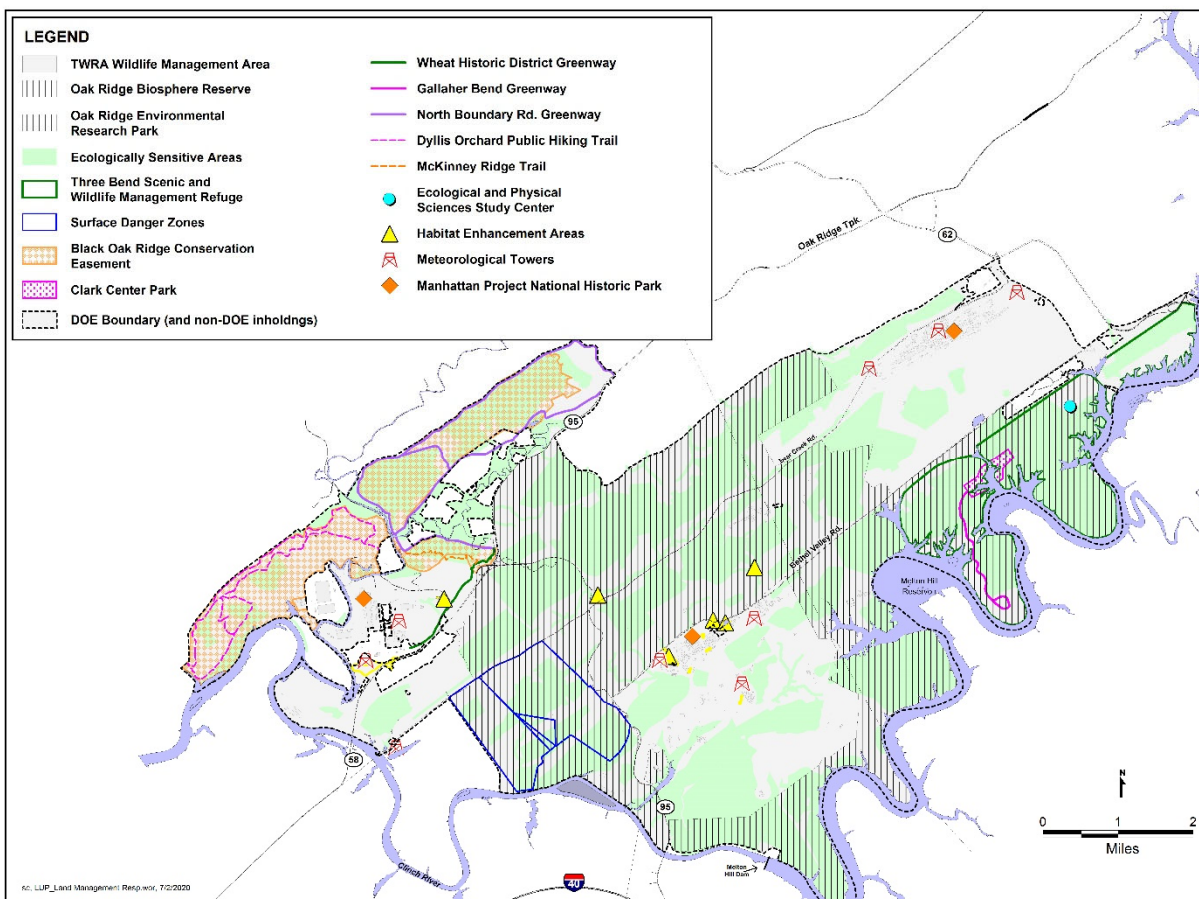 LEGEND
TWRA Wildlife Management Area
Oak Ridge Biosphere Reserve
Oak Ridge Environmental
Research Park
Ecologically Sensitive Areas
Three Bend Scenic and
Wildlife Management Refuge
Surface Danger Zones
Black Oak Ridge Conservation
Easement
Clark Center Park
DOE Boundary (and non-DOE inholdngs)
Wheat Historic District Greenway
Gallaher Bend Greenway
North Boundary Rd. Greenway
Dyllis Orchard Public Hiking Trail
McKinney Ridge Trail
Ecological and Physical
Sciences Study Center
Habitat Enhancement Areas
Meteorological Towers
Manhattan Project National Historic Park
Oak Ridge Tpk.
62
95
Bear Creek Rd.
Bethel Valley Rd.
Melton Hill
Reservoir
58
95
Clinch River
Melton
Hill Dam
40
N
0 1 2
Miles
sc, LUP_Land Management Resp.wor, 7/2/2020